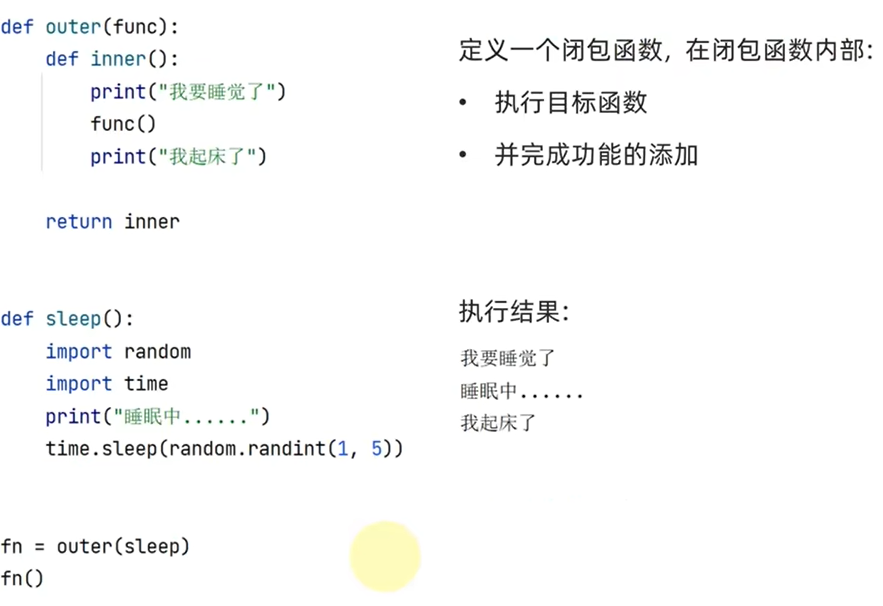 def outer(func):
    def inner():
        print("我要睡觉了")
        func()
        print("我起床了")
    return inner
def sleep():
    import random
    import time
    print("睡眠中......")
    time.sleep(random.randint(1, 5))
fn = outer(sleep)
fn()
定义一个闭包函数, 在闭包函数内部:
• 执行目标函数
• 并完成功能的添加
执行结果:
我要睡觉了
睡眠中......
我起床了